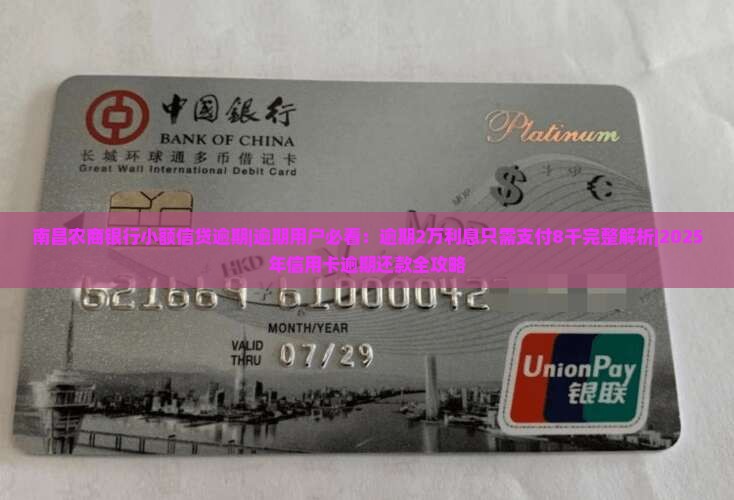 中國銀行
BANK OF CHINA
长城环球通多币借记卡
Great Wall International Debit Card
Platinum
MOP
$
€
南昌农商银行小额信贷逾期|逾期用户必看：逾期2万利息只需支付8千完整解析|2025
年信用卡逾期还款全攻略
HKD
MONTH/YEAR
VALID
THRU
07/29
UnionPay
银联